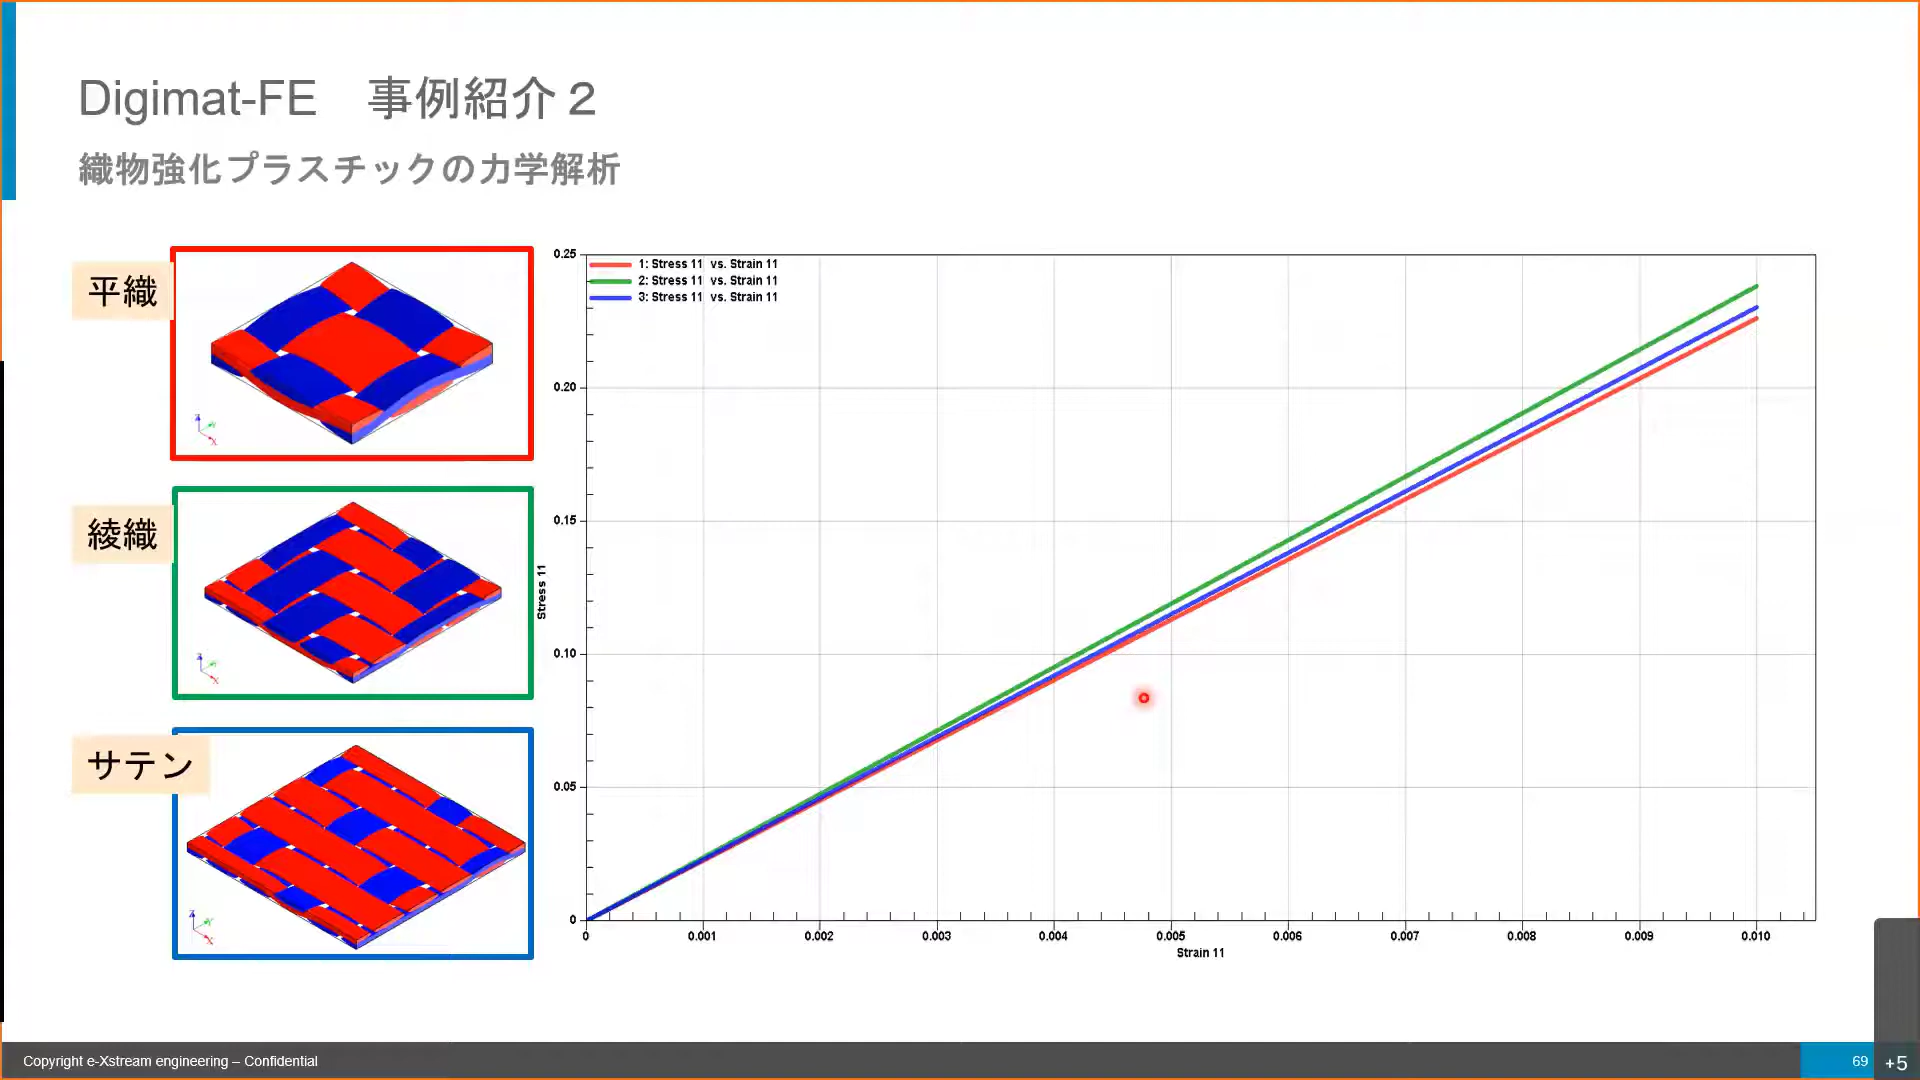 Digimat-FE 事例紹介２
織物強化プラスチックの力学解析
平織
綾織
サテン
1: Stress 11 vs. Strain 11
2: Stress 11 vs. Strain 11
3: Stress 11 vs. Strain 11
0.25
0.20
0.15
0.10
0.05
0
Stress 11
0 0.001 0.002 0.003 0.004 0.005 0.006 0.007 0.008 0.009 0.010
Strain 11
Z Y X
Z Y X
Z Y X
Copyright e-Xstream engineering – Confidential
69
+5